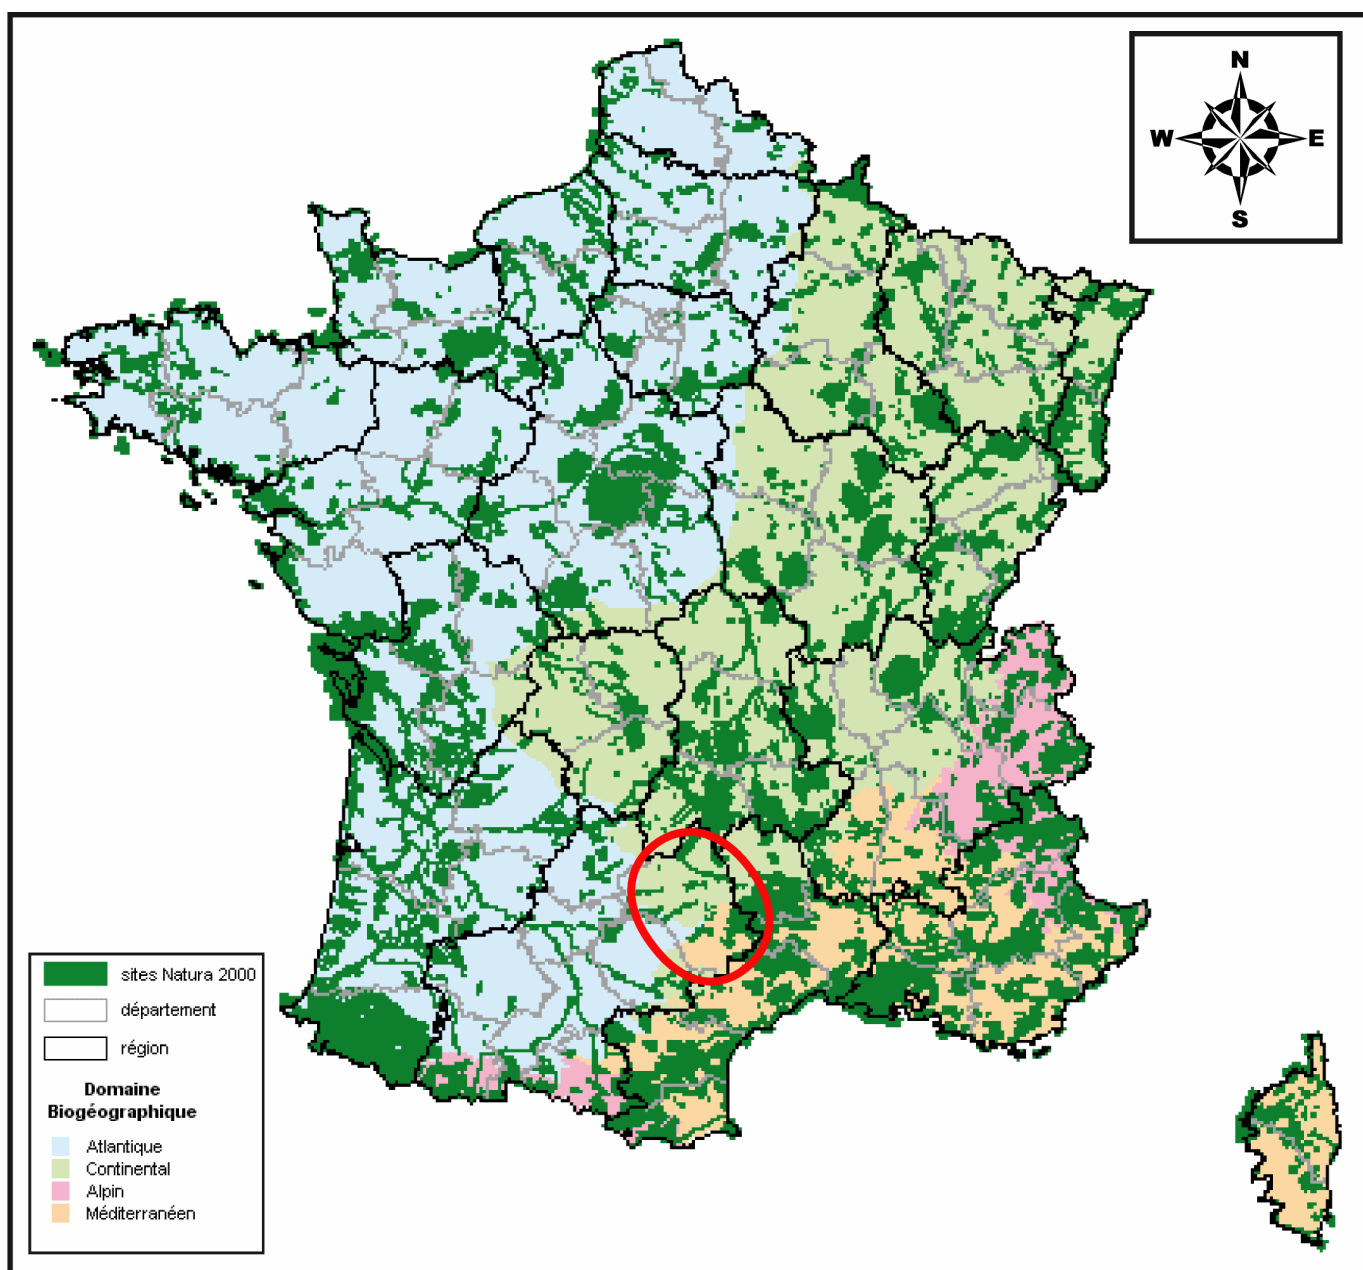 N
W E
S
sites Natura 2000
département
région
Domaine
Biogéographique
Atlantique
Continental
Alpin
Méditerranéen